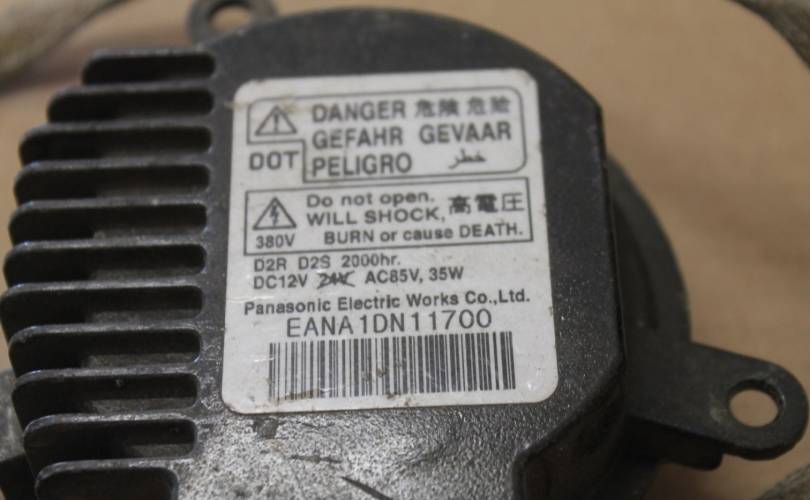 DANGER 危険 危险
GEFAHR GEVAAR
DOT PELIGRO خطر
Do not open.
WILL SHOCK, 高電圧
380V BURN or cause DEATH.
D2R D2S 2000hr.
DC12V 24V AC85V, 35W
Panasonic Electric Works Co.,Ltd.
EANA1DN11700